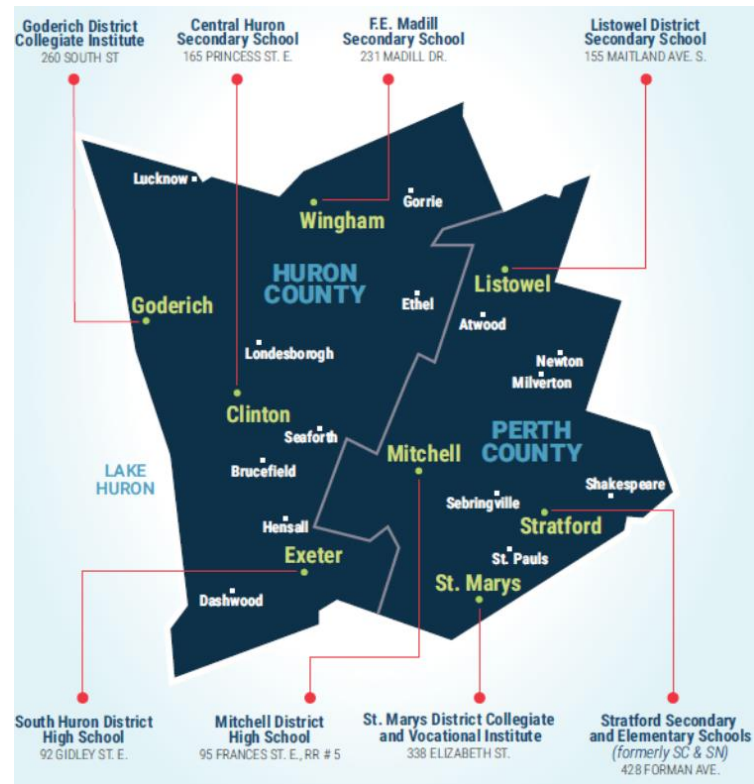 Goderich District
Collegiate Institute
260 SOUTH ST
Central Huron
Secondary School
165 PRINCESS ST. E.
F.E. Madill
Secondary School
231 MADILL DR.
Listowel District
Secondary School
155 MAITLAND AVE. S.
Lucknow
Gorrie
Wingham
HURON
COUNTY
Listowel
Ethel
Goderich
Atwood
Londesborogh
Newton
Milverton
Clinton
Seaforth
PERTH
COUNTY
Mitchell
Brucefield
LAKE
HURON
Shakespeare
Sebringville
Stratford
Hensall
Exeter
St. Pauls
St. Marys
Dashwood
South Huron District
High School
92 GIDLEY ST. E.
Mitchell District
High School
95 FRANCES ST. E., RR # 5
St. Marys District Collegiate
and Vocational Institute
338 ELIZABETH ST.
Stratford Secondary
and Elementary Schools
(formerly SC & SN)
428 FORMAN AVE.